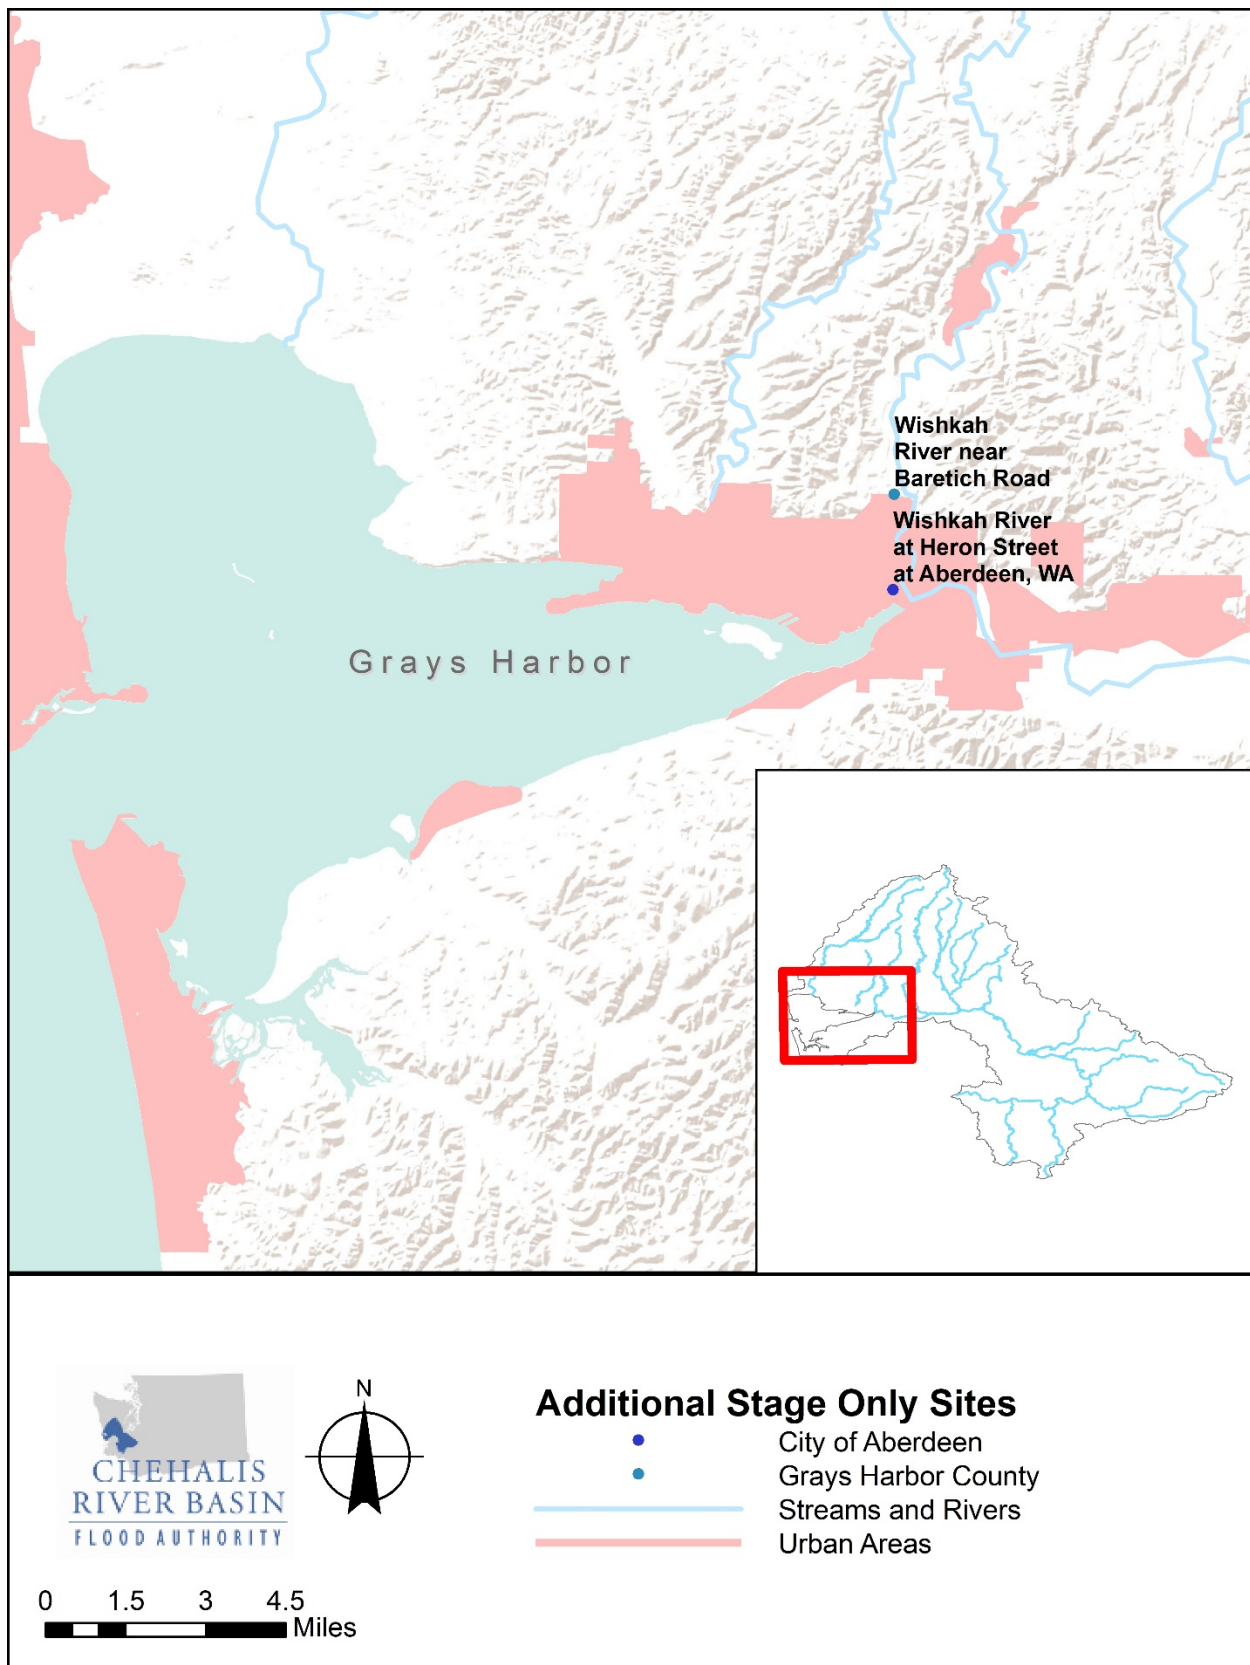 Wishkah
River near
Baretich Road
Wishkah River
at Heron Street
at Aberdeen, WA
Grays Harbor
CHEHALIS
RIVER BASIN
FLOOD AUTHORITY
N
0 1.5 3 4.5
Miles
Additional Stage Only Sites
City of Aberdeen
Grays Harbor County
Streams and Rivers
Urban Areas